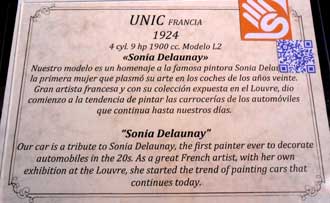 UNIC FRANCIA
1924
4 cyl. 9 hp 1900 cc. Modelo L2
«Sonia Delaunay»
Nuestro modelo es un homenaje a la famosa pintora Sonia
la primera mujer que plasmó su arte en los coches de los años veinte.
Gran artista francesa y con su colección expuesta en el Louvre, dio
comienzo a la tendencia de pintar las carrocerías de los automóviles
que continua hasta nuestros días.
"Sonia Delaunay"
Our car is a tribute to Sonia Delaunay, the first painter ever to decorate
automobiles in the 20s. As a great French artist, with her own
exhibition at the Louvre, she started the trend of painting cars that
continues today.